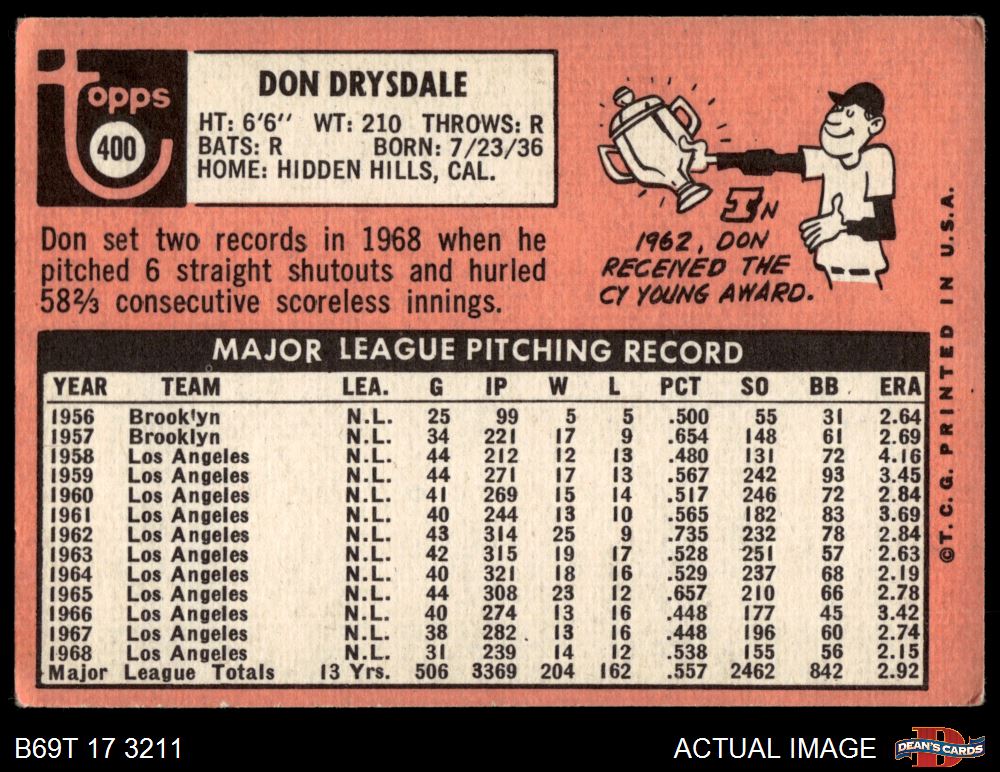 topps
400
DON DRYSDALE
HT: 6'6" WT: 210 THROWS: R
BATS: R BORN: 7/23/36
HOME: HIDDEN HILLS, CAL.
Don set two records in 1968 when he
pitched 6 straight shutouts and hurled
58⅔ consecutive scoreless innings.
IN
1962, DON
RECEIVED THE
CY YOUNG AWARD.
MAJOR LEAGUE PITCHING RECORD
YEAR TEAM LEA. G IP W L PCT SO BB ERA
1956 Brooklyn N.L. 25 99 5 5 .500 55 31 2.64
1957 Brooklyn N.L. 34 221 17 9 .654 148 61 2.69
1958 Los Angeles N.L. 44 212 12 13 .480 131 72 4.16
1959 Los Angeles N.L. 44 271 17 13 .567 242 93 3.45
1960 Los Angeles N.L. 41 269 15 14 .517 246 72 2.84
1961 Los Angeles N.L. 40 244 13 10 .565 182 83 3.69
1962 Los Angeles N.L. 43 314 25 9 .735 232 78 2.84
1963 Los Angeles N.L. 42 315 19 17 .528 251 57 2.63
1964 Los Angeles N.L. 40 321 18 16 .529 237 68 2.19
1965 Los Angeles N.L. 44 308 23 12 .657 210 66 2.78
1966 Los Angeles N.L. 40 274 13 16 .448 177 45 3.42
1967 Los Angeles N.L. 38 282 13 16 .448 196 60 2.74
1968 Los Angeles N.L. 31 239 14 12 .538 155 56 2.15
Major League Totals 13 Yrs. 506 3369 204 162 .557 2462 842 2.92
©T. C. G. PRINTED IN U.S.A.
B69T 17 3211
ACTUAL IMAGE
DEAN'S CARDS